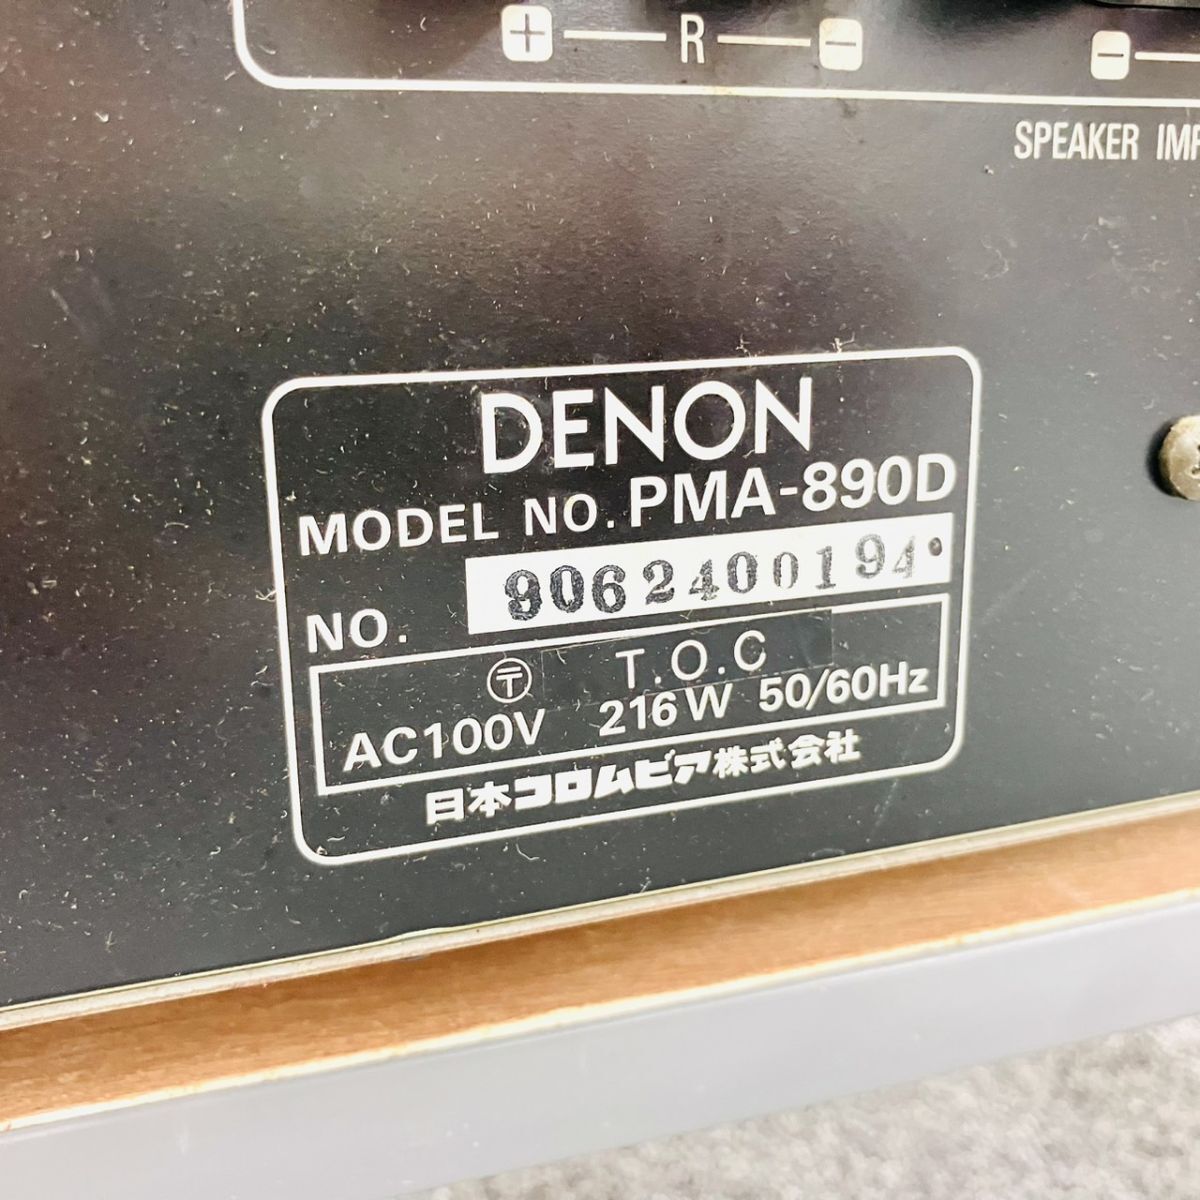 + R − −
SPEAKER
DENON
MODEL NO. PMA-890D
NO. 9062400194
〶 T.O.C
AC100V 216W 50/60Hz
日本コロムビア株式会社